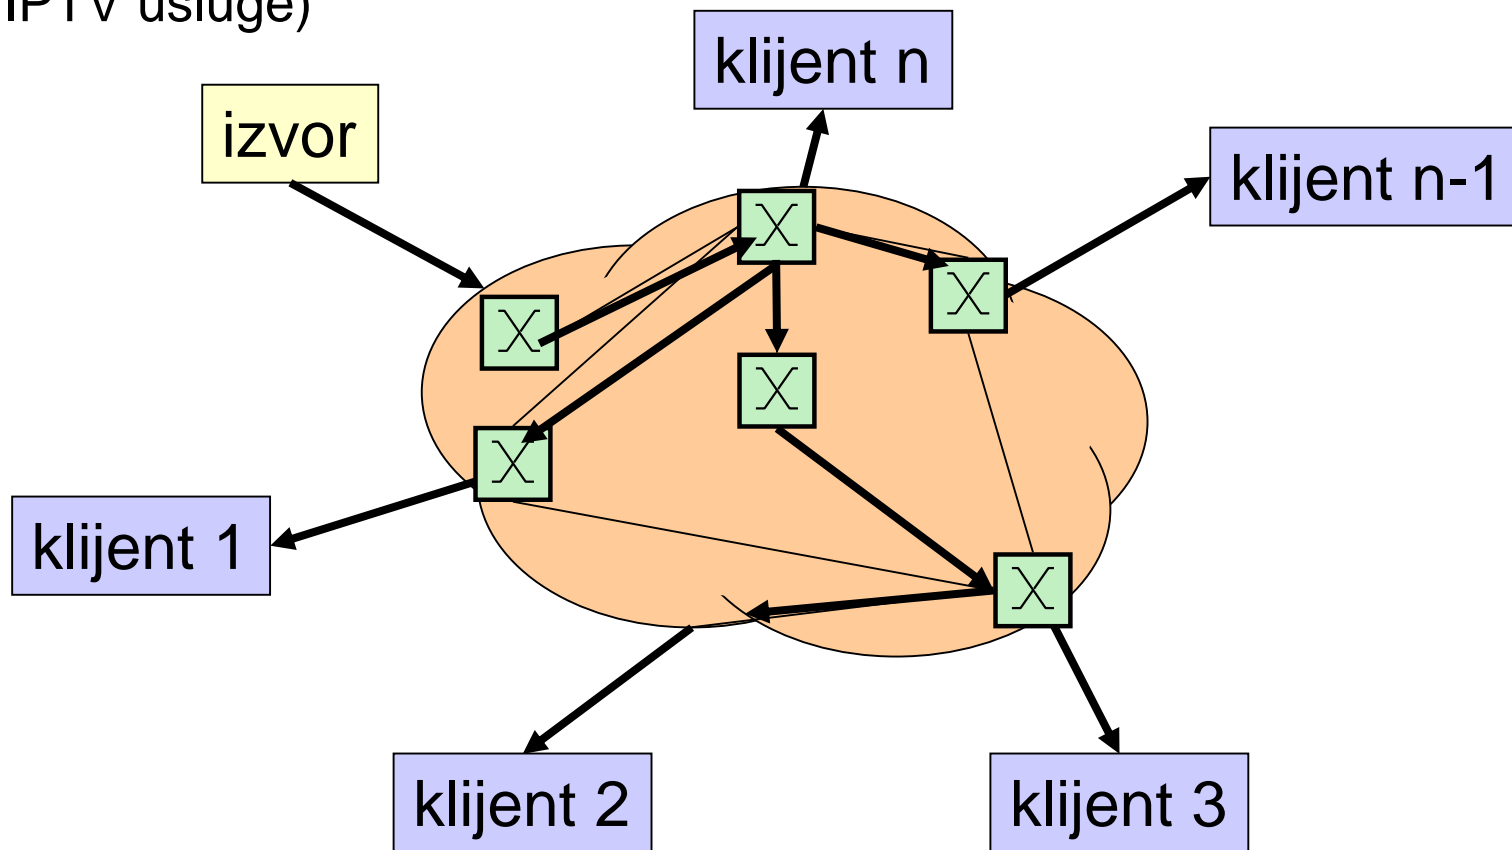 IPTV usluge)
klijent n
izvor
klijent n-1
klijent 1
klijent 2
klijent 3